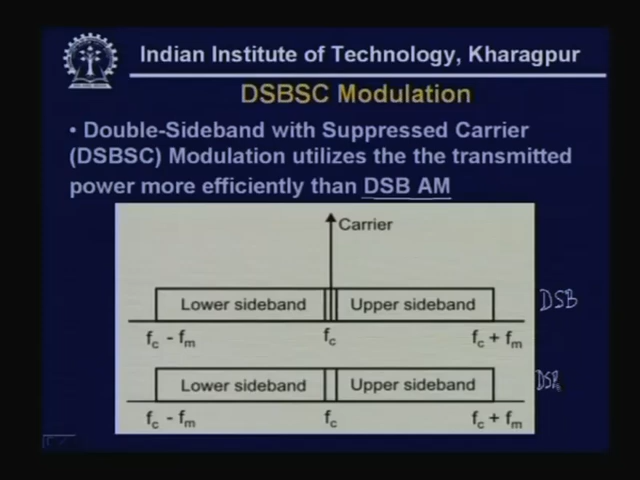 Indian Institute of Technology, Kharagpur
DSBSC Modulation
• Double-Sideband with Suppressed Carrier
(DSBSC) Modulation utilizes the the transmitted
power more efficiently than DSB AM
Carrier
Lower sideband Upper sideband DSB
fc - fm fc fc + fm
Lower sideband Upper sideband
fc - fm fc fc + fm